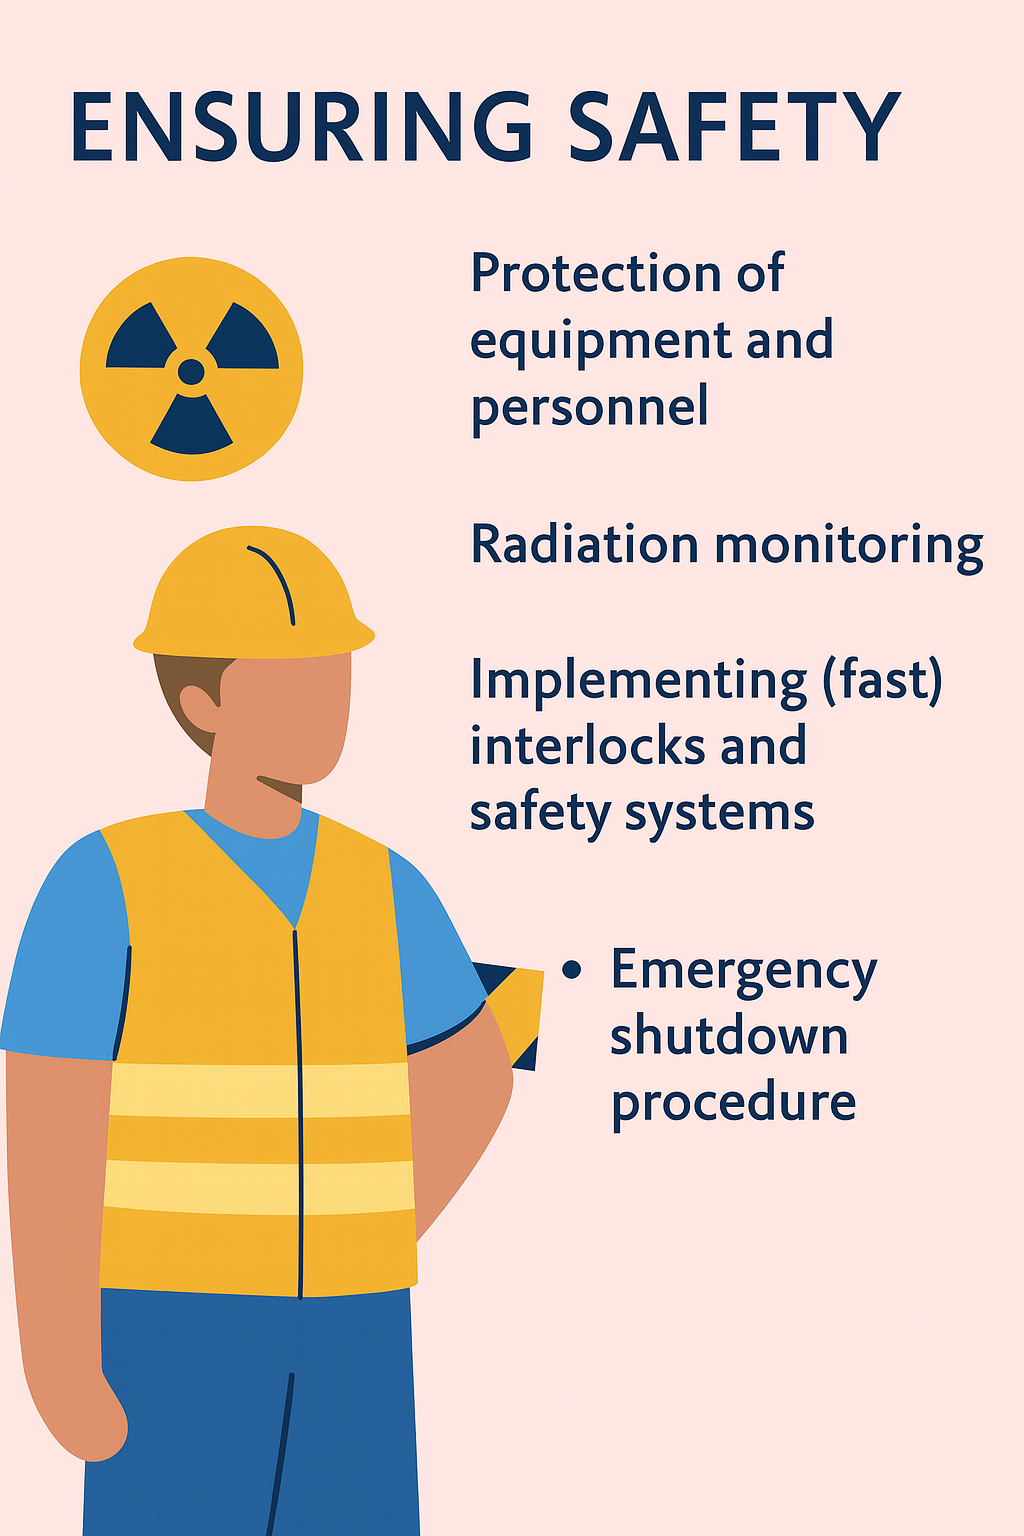 ENSURING SAFETY
Protection of
equipment and
personnel
Radiation monitoring
Implementing (fast)
interlocks and
safety systems
• Emergency
shutdown
procedure